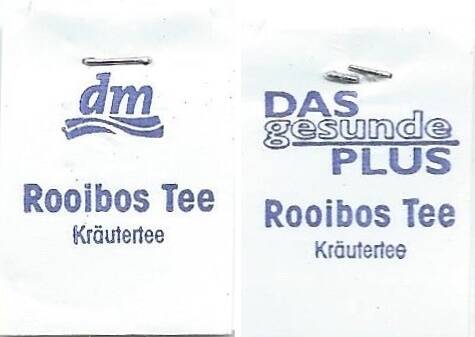 dm
Rooibos Tee
Kräutertee
DAS
gesunde
PLUS
Rooibos Tee
Kräutertee